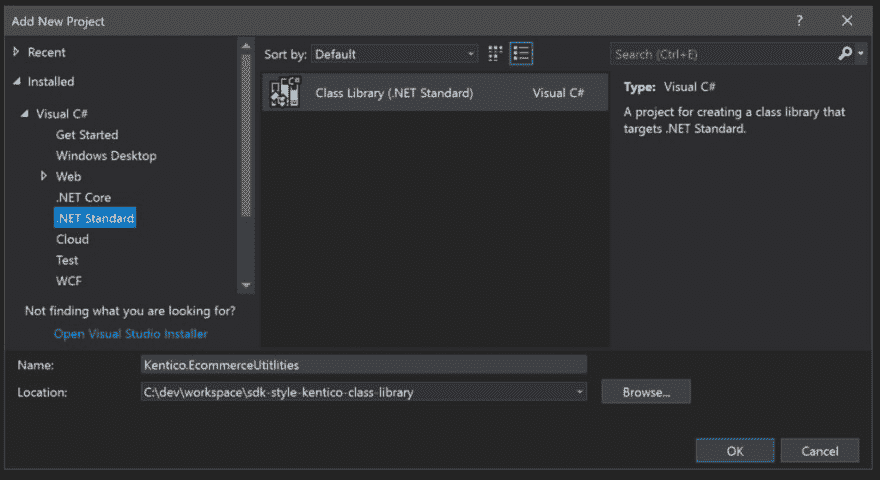 Add New Project
?
Recent
Installed
Visual C#
Get Started
Windows Desktop
Web
.NET Core
.NET Standard
Cloud
Test
WCF
Not finding what you are looking for?
Open Visual Studio Installer
Sort by: Default
C#
Class Library (.NET Standard) Visual C#
Search (Ctrl+E)
Type: Visual C#
A project for creating a class library that
targets .NET Standard.
Name: Kentico.EcommerceUtitlities
Location: C:\dev\workspace\sdk-style-kentico-class-library
Browse...
OK Cancel